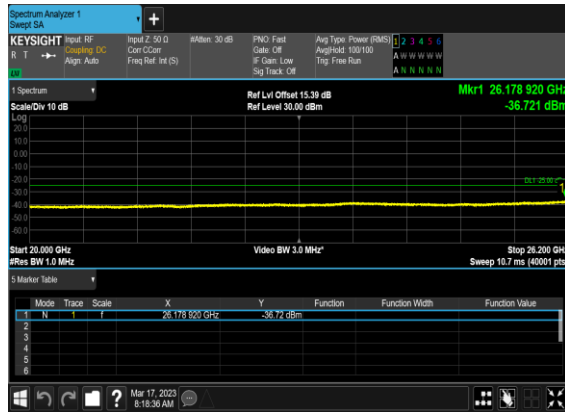 Spectrum Analyzer 1
Swept SA
+
KEYSIGHT
R T
LU
Input: RF
Coupling: DC
Align: Auto
Input Z: 50 Ω
Corr CCorr
Freq Ref: Int (S)
#Atten: 30 dB
PNO: Fast
Gate: Off
IF Gain: Low
Sig Track: Off
Avg Type: Power (RMS)
Avg|Hold: 100/100
Trig: Free Run
1 2 3 4 5 6
A W W W W W
A N N N N N
1 Spectrum
Scale/Div 10 dB
Ref Lvl Offset 15.39 dB
Ref Level 30.00 dBm
Mkr1 26.178 920 GHz
-36.721 dBm
Log
20.0
10.0
0.00
-10.0
-20.0
-30.0
-40.0
-50.0
-60.0
DL1 -25.00
1
Start 20.000 GHz
#Res BW 1.0 MHz
Video BW 3.0 MHz*
Stop 26.200 GHz
Sweep 10.7 ms (40001 pts
5 Marker Table
Mode Trace Scale X Y Function Function Width Function Value
1 N 1 f 26.178 920 GHz -36.72 dBm
2
3
4
5
6
?
Mar 17, 2023
8:18:36 AM